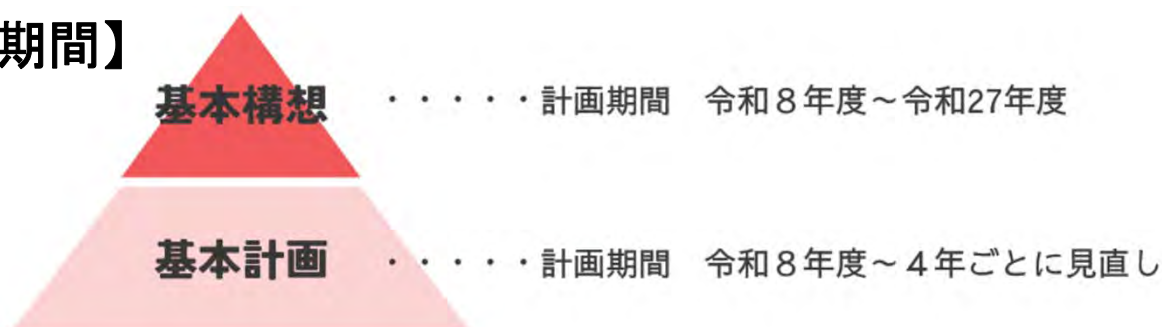 期間】
基本構想 ・・・・・計画期間　令和８年度～令和27年度
基本計画 ・・・・・計画期間　令和８年度～４年ごとに見直し